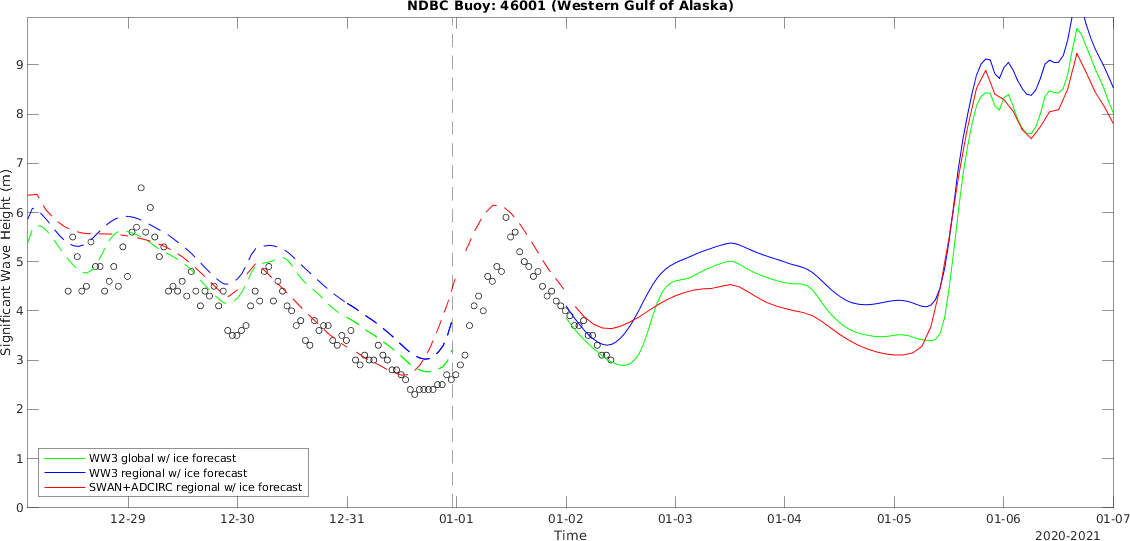 NDBC Buoy: 46001 (Western Gulf of Alaska)
Significant Wave Height (m)
9
8
7
6
5
4
3
2
1
0
WW3 global w/ ice forecast
WW3 regional w/ ice forecast
SWAN+ADCIRC regional w/ ice forecast
12-29 12-30 12-31 01-01 01-02 01-03 01-04 01-05 01-06 01-07
Time
2020-2021